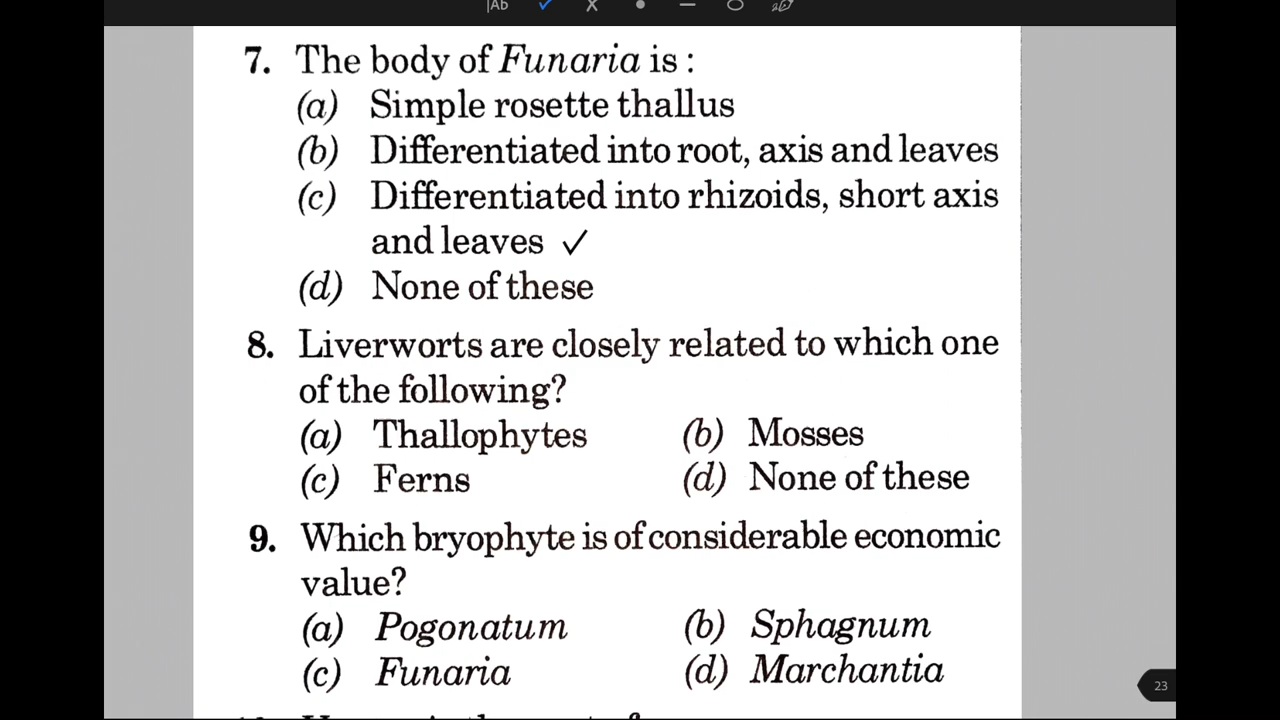 |Ab
7. The body of Funaria is :
(a) Simple rosette thallus
(b) Differentiated into root, axis and leaves
(c) Differentiated into rhizoids, short axis
and leaves ✓
(d) None of these
8. Liverworts are closely related to which one
of the following?
(a) Thallophytes (b) Mosses
(c) Ferns (d) None of these
9. Which bryophyte is of considerable economic
value?
(a) Pogonatum (b) Sphagnum
(c) Funaria (d) Marchantia
23